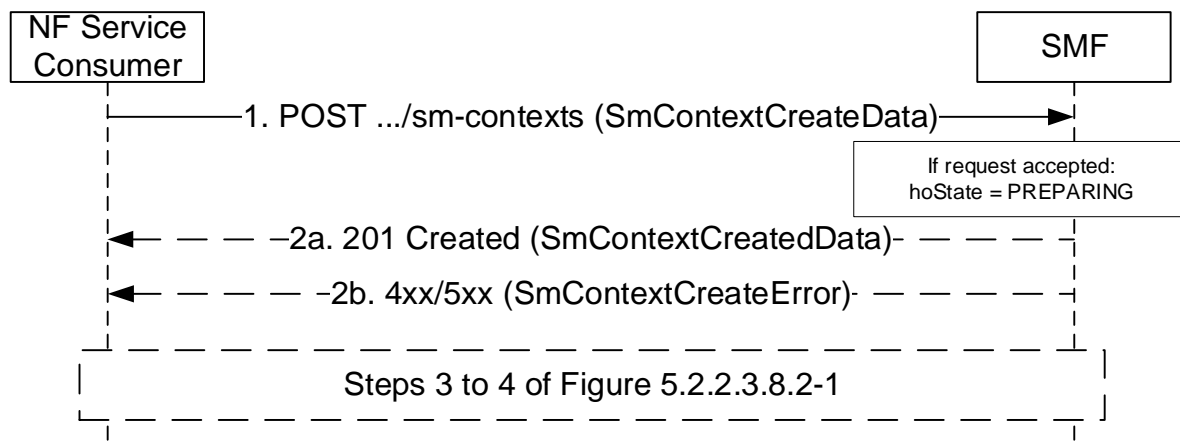 NF Service
Consumer
SMF
1. POST .../sm-contexts (SmContextCreateData)
If request accepted:
hoState = PREPARING
2a. 201 Created (SmContextCreatedData)
2b. 4xx/5xx (SmContextCreateError)
Steps 3 to 4 of Figure 5.2.2.3.8.2-1